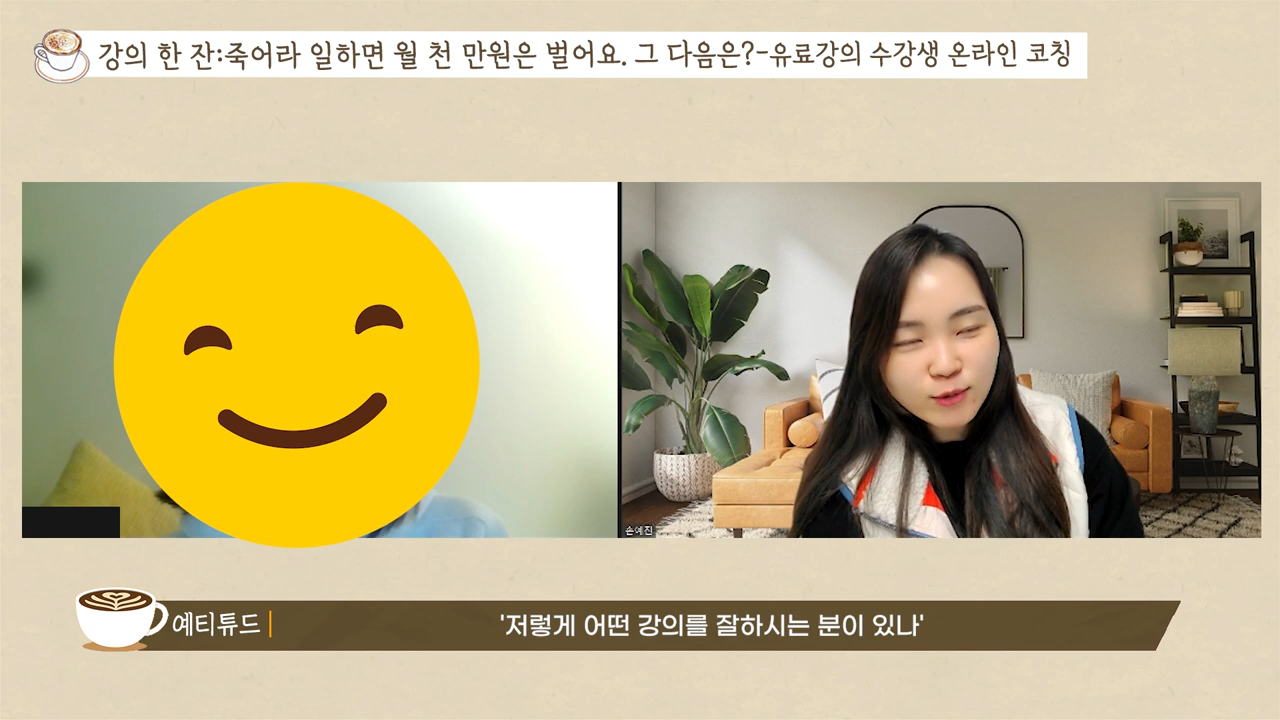 강의 한 잔:죽어라 일하면 월 천 만원은 벌어요. 그 다음은?-유료강의 수강생 온라인 코칭
손예진
예티튜드
'저렇게 어떤 강의를 잘하시는 분이 있나'